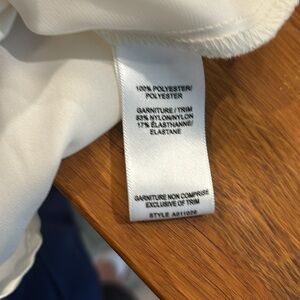 100% POLYESTER/
POLYESTER
GARNITURE / TRIM
83% NYLON/NYLON
17% ÉLASTHANNE/
ELASTANE
GARNITURE NON COMPRISE
EXCLUSIVE OF TRIM
STYLE A011029